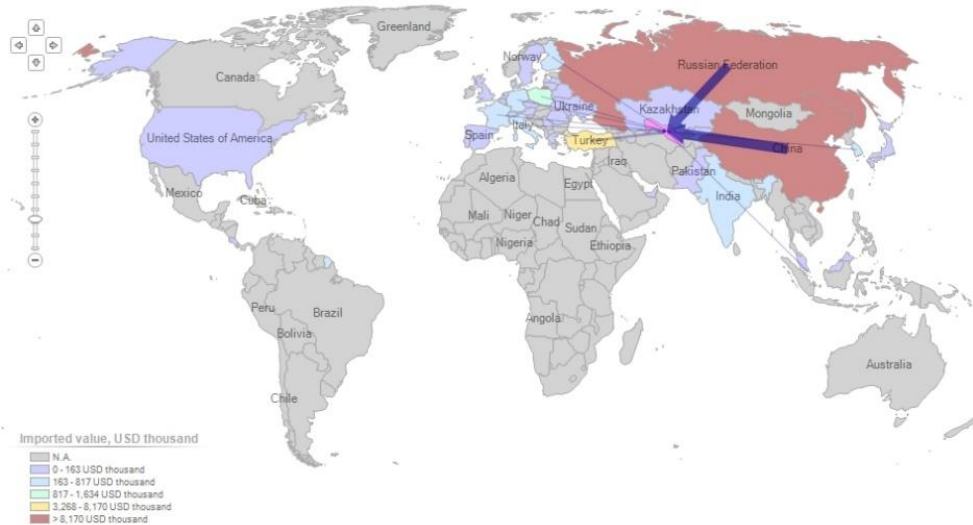 Greenland
Norway
Russian Federation
Canada
Ukraine
Kazakhstan
Mongolia
United States of America
Spain
Italy
Turkey
China
Iraq
Pakistan
Mexico
Cuba
Algeria
Egypt
India
Mali
Niger
Chad
Sudan
Nigeria
Ethiopia
Peru
Brazil
Angola
Bolivia
Australia
Chile
Imported value, USD thousand
N.A.
0 - 163 USD thousand
163 - 817 USD thousand
817 - 1,634 USD thousand
3,268 - 8,170 USD thousand
> 8,170 USD thousand